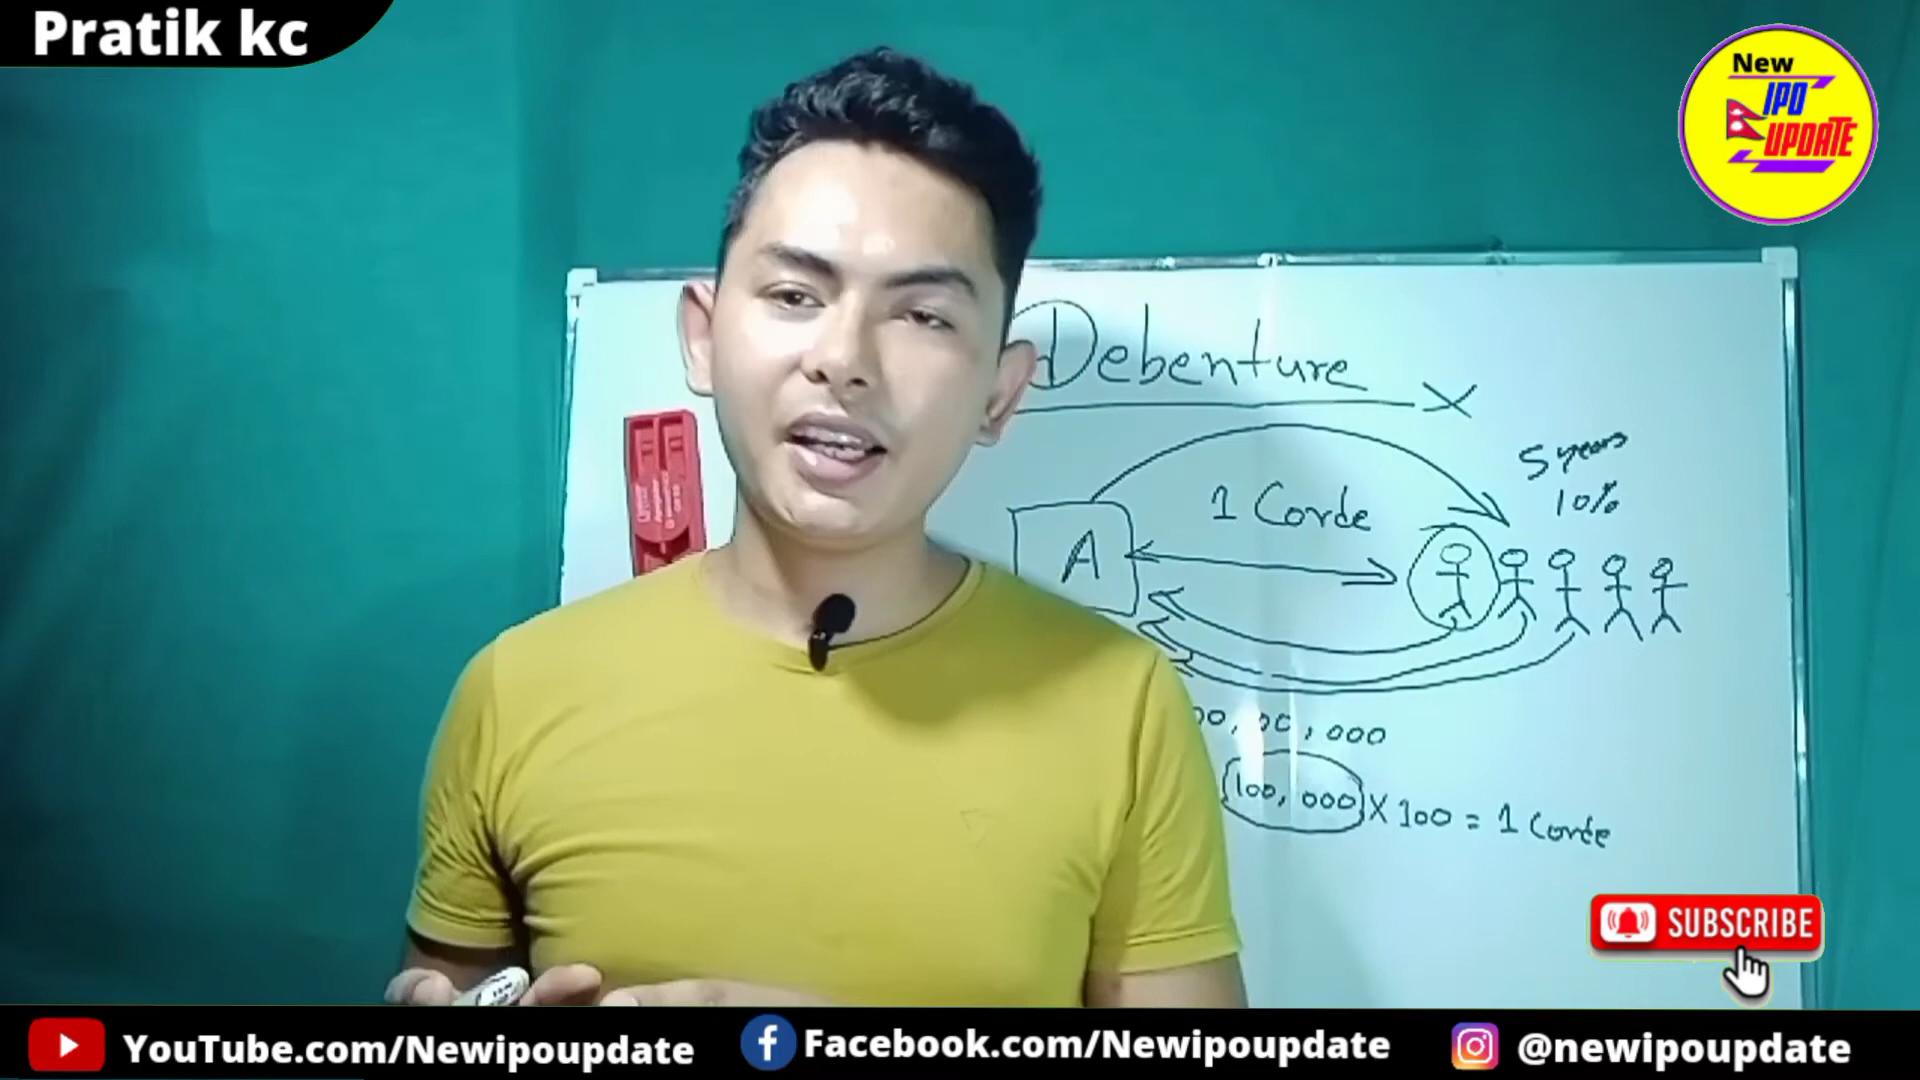 Pratik kc
New
IPO
UPDATE
Debenture
5 years
10%
1 Corde
A
00,000
100,000 X 100 = 1 Corde
SUBSCRIBE
YouTube.com/Newipoupdate
Facebook.com/Newipoupdate
@newipoupdate